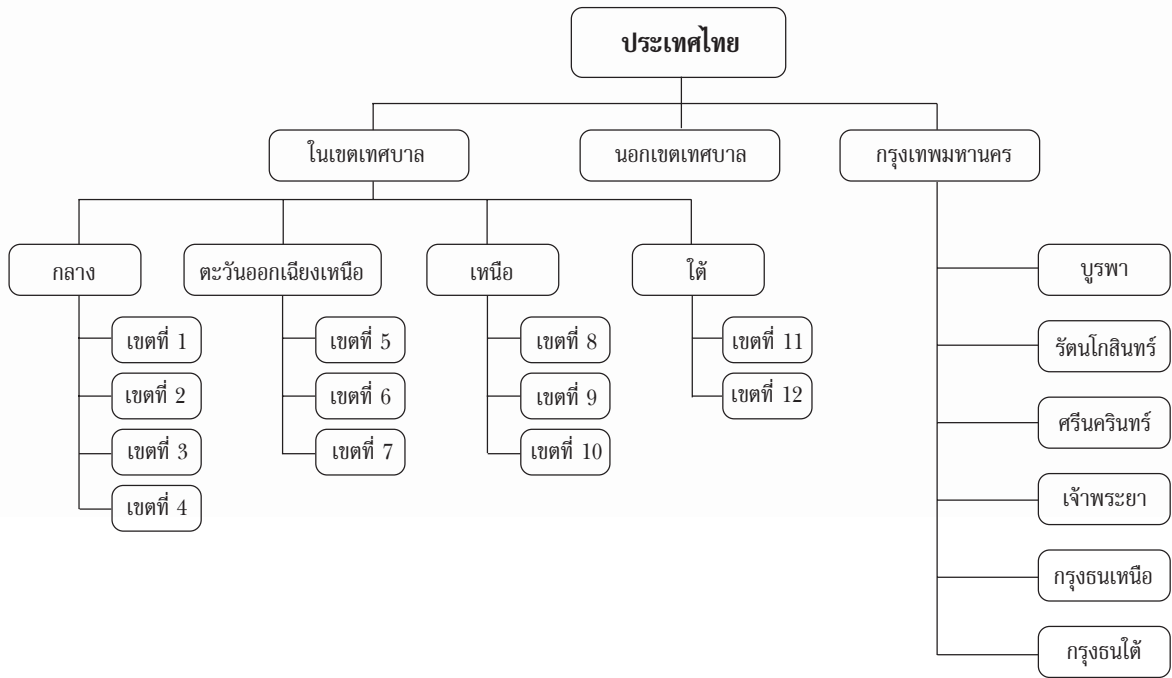 ประเทศไทย
ในเขตเทศบาล
นอกเขตเทศบาล
กรุงเทพมหานคร
กลาง
ตะวันออกเฉียงเหนือ
เหนือ
ใต้
เขตที่ 1
เขตที่ 2
เขตที่ 3
เขตที่ 4
เขตที่ 5
เขตที่ 6
เขตที่ 7
เขตที่ 8
เขตที่ 9
เขตที่ 10
เขตที่ 11
เขตที่ 12
บูรพา
รัตนโกสินทร์
ศรีนครินทร์
เจ้าพระยา
กรุงธนเหนือ
กรุงธนใต้